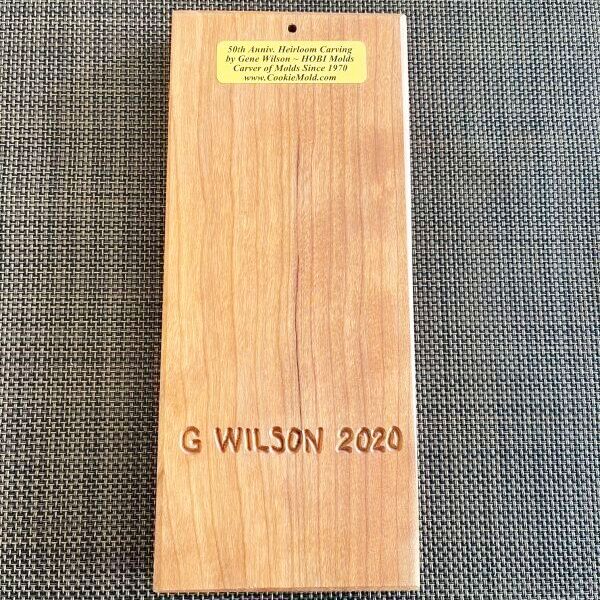 50th Anniv. Heirloom Carving
by Gene Wilson ~ HOBI Molds
Carver of Molds Since 1970
www.CookieMold.com
G WILSON 2020